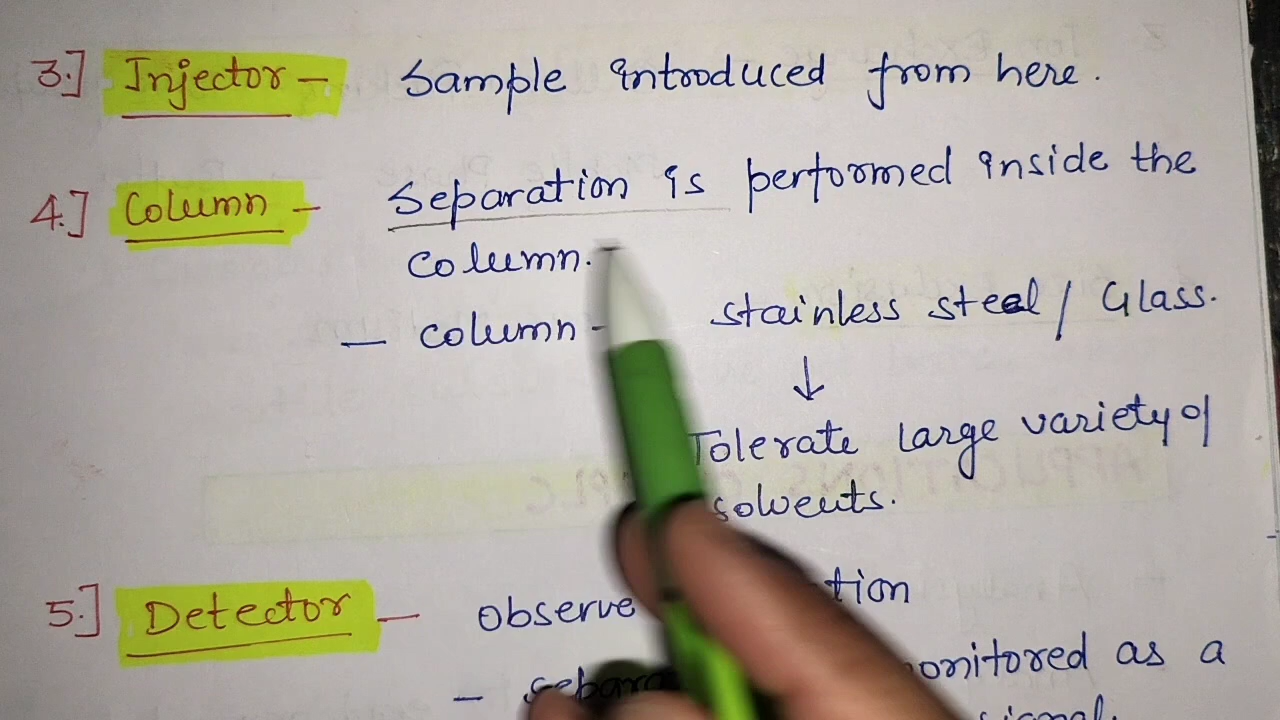 3.] Injector - Sample introduced from here.
4.] Column - Separation is performed inside the
column.
- column - stainless steel / Glass.
↓
Tolerate large variety of
solvents.
5.] Detector - observe
- onitored as a
signal.